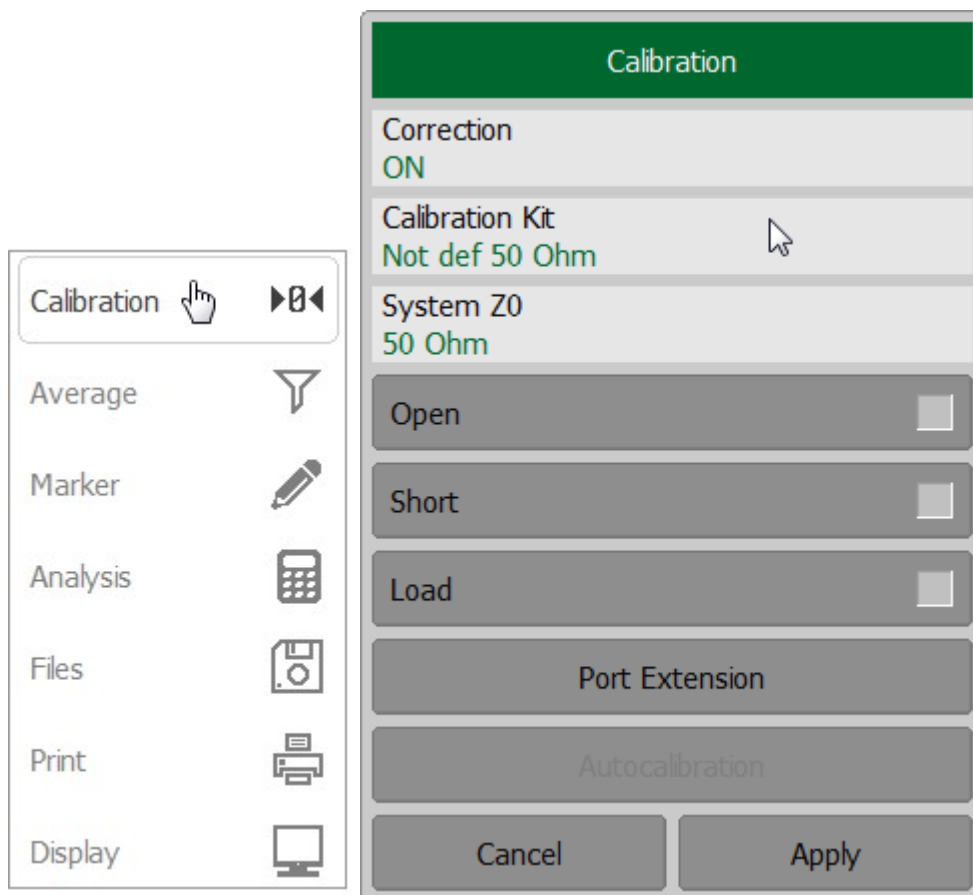 Calibration
Average
Marker
Analysis
Files
Print
Display
Calibration
Correction
ON
Calibration Kit
Not def 50 Ohm
System Z0
50 Ohm
Open
Short
Load
Port Extension
Autocalibration
Cancel
Apply